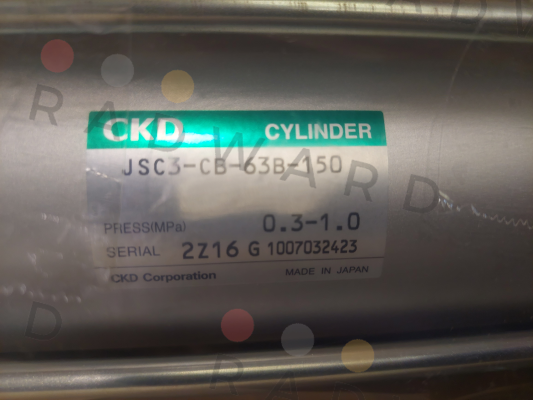 CKD CYLINDER
JSC3-CB-63B-150
PRESS(MPa) 0.3-1.0
SERIAL 2Z16 G 1007032423
CKD Corporation MADE IN JAPAN
RADWARD
RADWARD